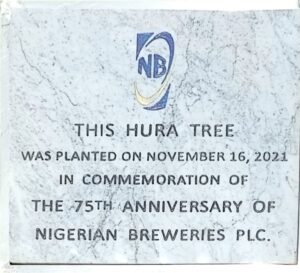 NB
THIS HURA TREE
WAS PLANTED ON NOVEMBER 16, 2021
IN COMMEMORATION OF
THE 75TH ANNIVERSARY OF
NIGERIAN BREWERIES PLC.